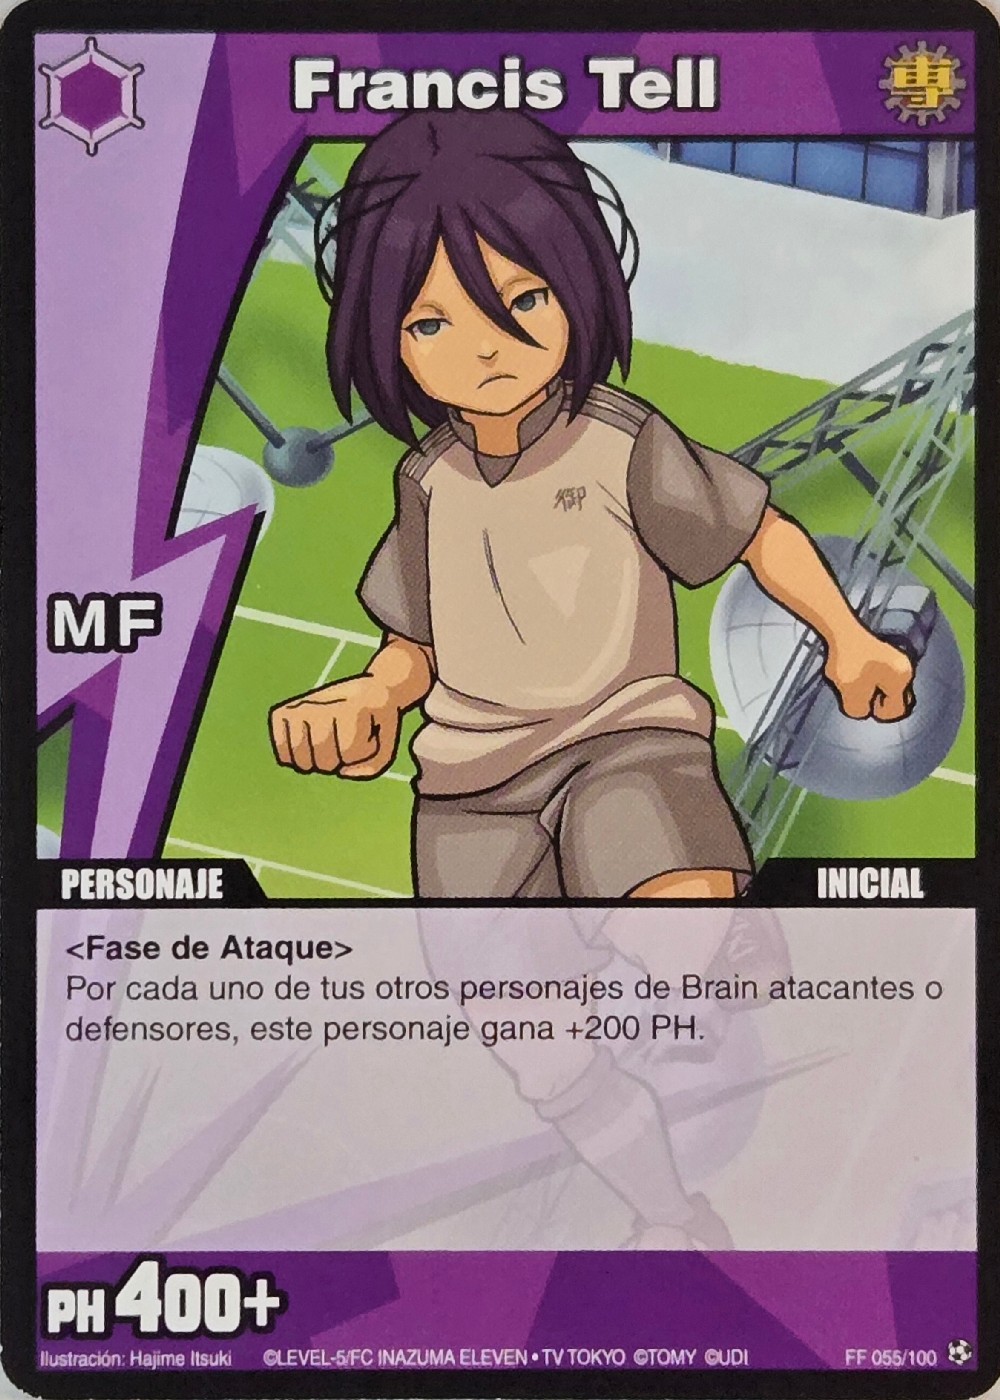 Francis Tell
専
MF
PERSONAJE
INICIAL
<Fase de Ataque>
Por cada uno de tus otros personajes de Brain atacantes o
defensores, este personaje gana +200 PH.
PH 400+
Ilustración: Hajime Itsuki ©LEVEL-5/FC INAZUMA ELEVEN • TV TOKYO ©TOMY ©UDI FF 055/100